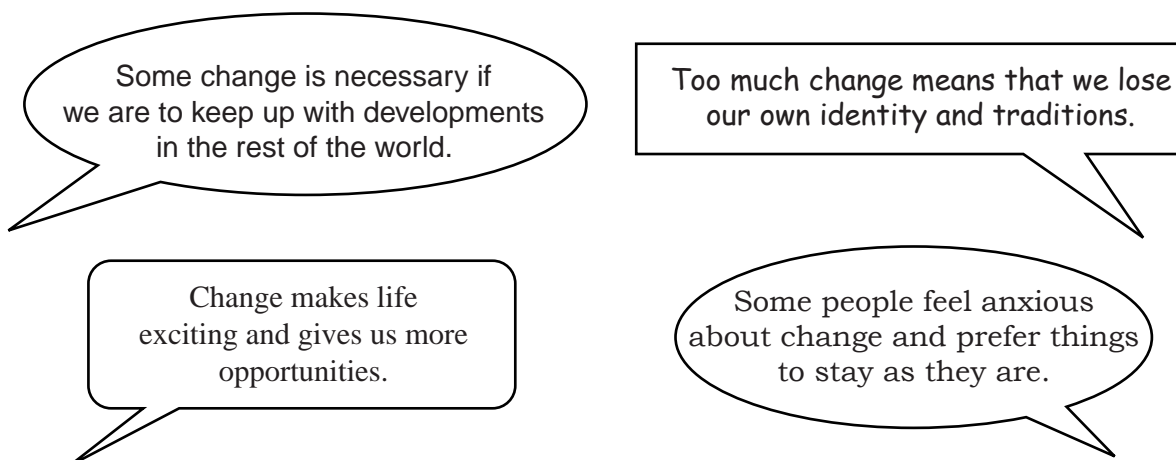 Some change is necessary if
we are to keep up with developments
in the rest of the world.
Too much change means that we lose
our own identity and traditions.
Change makes life
exciting and gives us more
opportunities.
Some people feel anxious
about change and prefer things
to stay as they are.